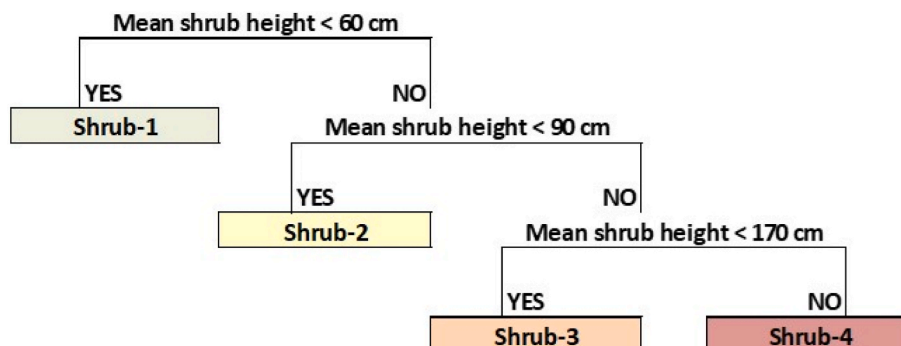 Mean shrub height < 60 cm
YES
NO
Shrub-1
Mean shrub height < 90 cm
YES
NO
Shrub-2
Mean shrub height < 170 cm
YES
NO
Shrub-3
Shrub-4